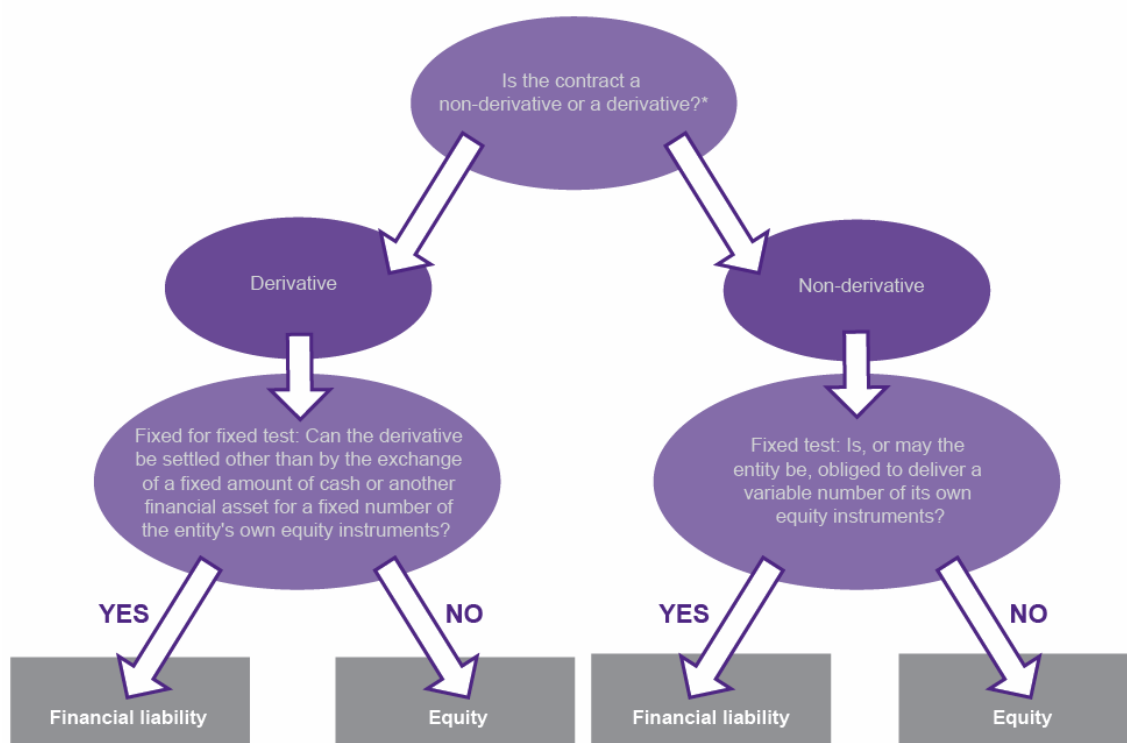 Is the contract a
non-derivative or a derivative?*
Derivative
Non-derivative
Fixed for fixed test: Can the derivative
be settled other than by the exchange
of a fixed amount of cash or another
financial asset for a fixed number of
the entity's own equity instruments?
Fixed test: Is, or may the
entity be, obliged to deliver a
variable number of its own
equity instruments?
YES
NO
YES
NO
Financial liability
Equity
Financial liability
Equity